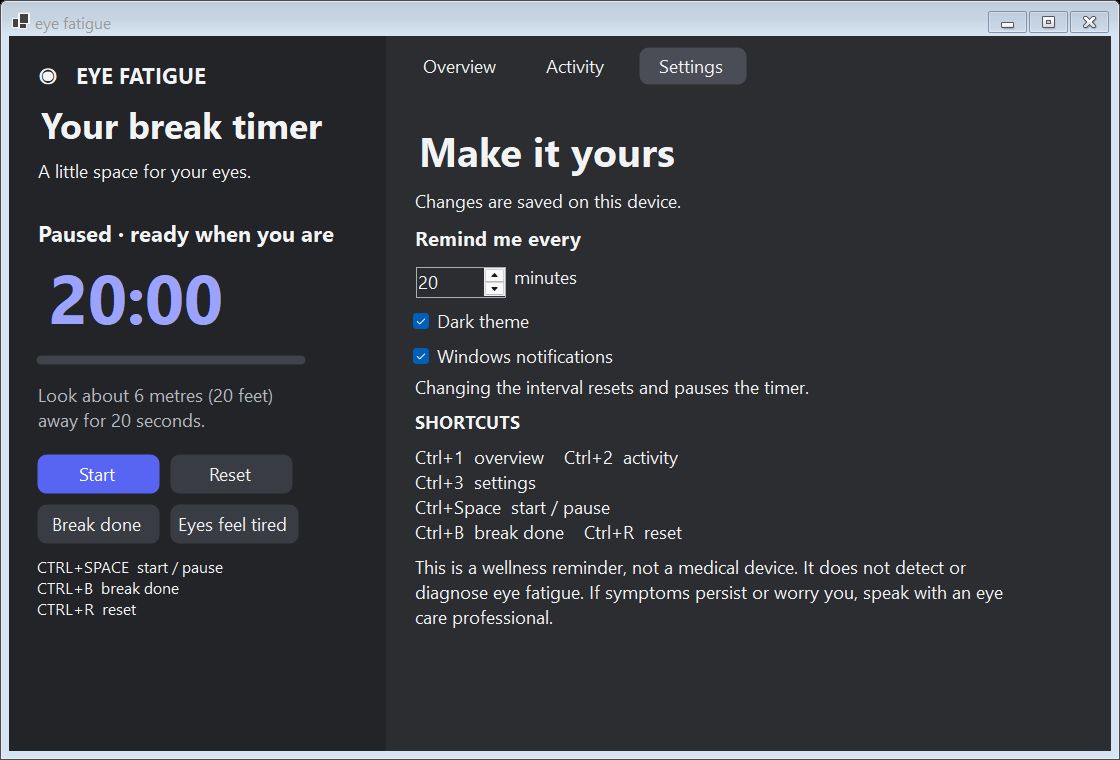 eye fatigue
◉ EYE FATIGUE
Your break timer
A little space for your eyes.
Paused · ready when you are
20:00
Look about 6 metres (20 feet)
away for 20 seconds.
Start Reset
Break done Eyes feel tired
CTRL+SPACE start / pause
CTRL+B break done
CTRL+R reset
Overview Activity Settings
Make it yours
Changes are saved on this device.
Remind me every
20 minutes
Dark theme
Windows notifications
Changing the interval resets and pauses the timer.
SHORTCUTS
Ctrl+1 overview Ctrl+2 activity
Ctrl+3 settings
Ctrl+Space start / pause
Ctrl+B break done Ctrl+R reset
This is a wellness reminder, not a medical device. It does not detect or
diagnose eye fatigue. If symptoms persist or worry you, speak with an eye
care professional.